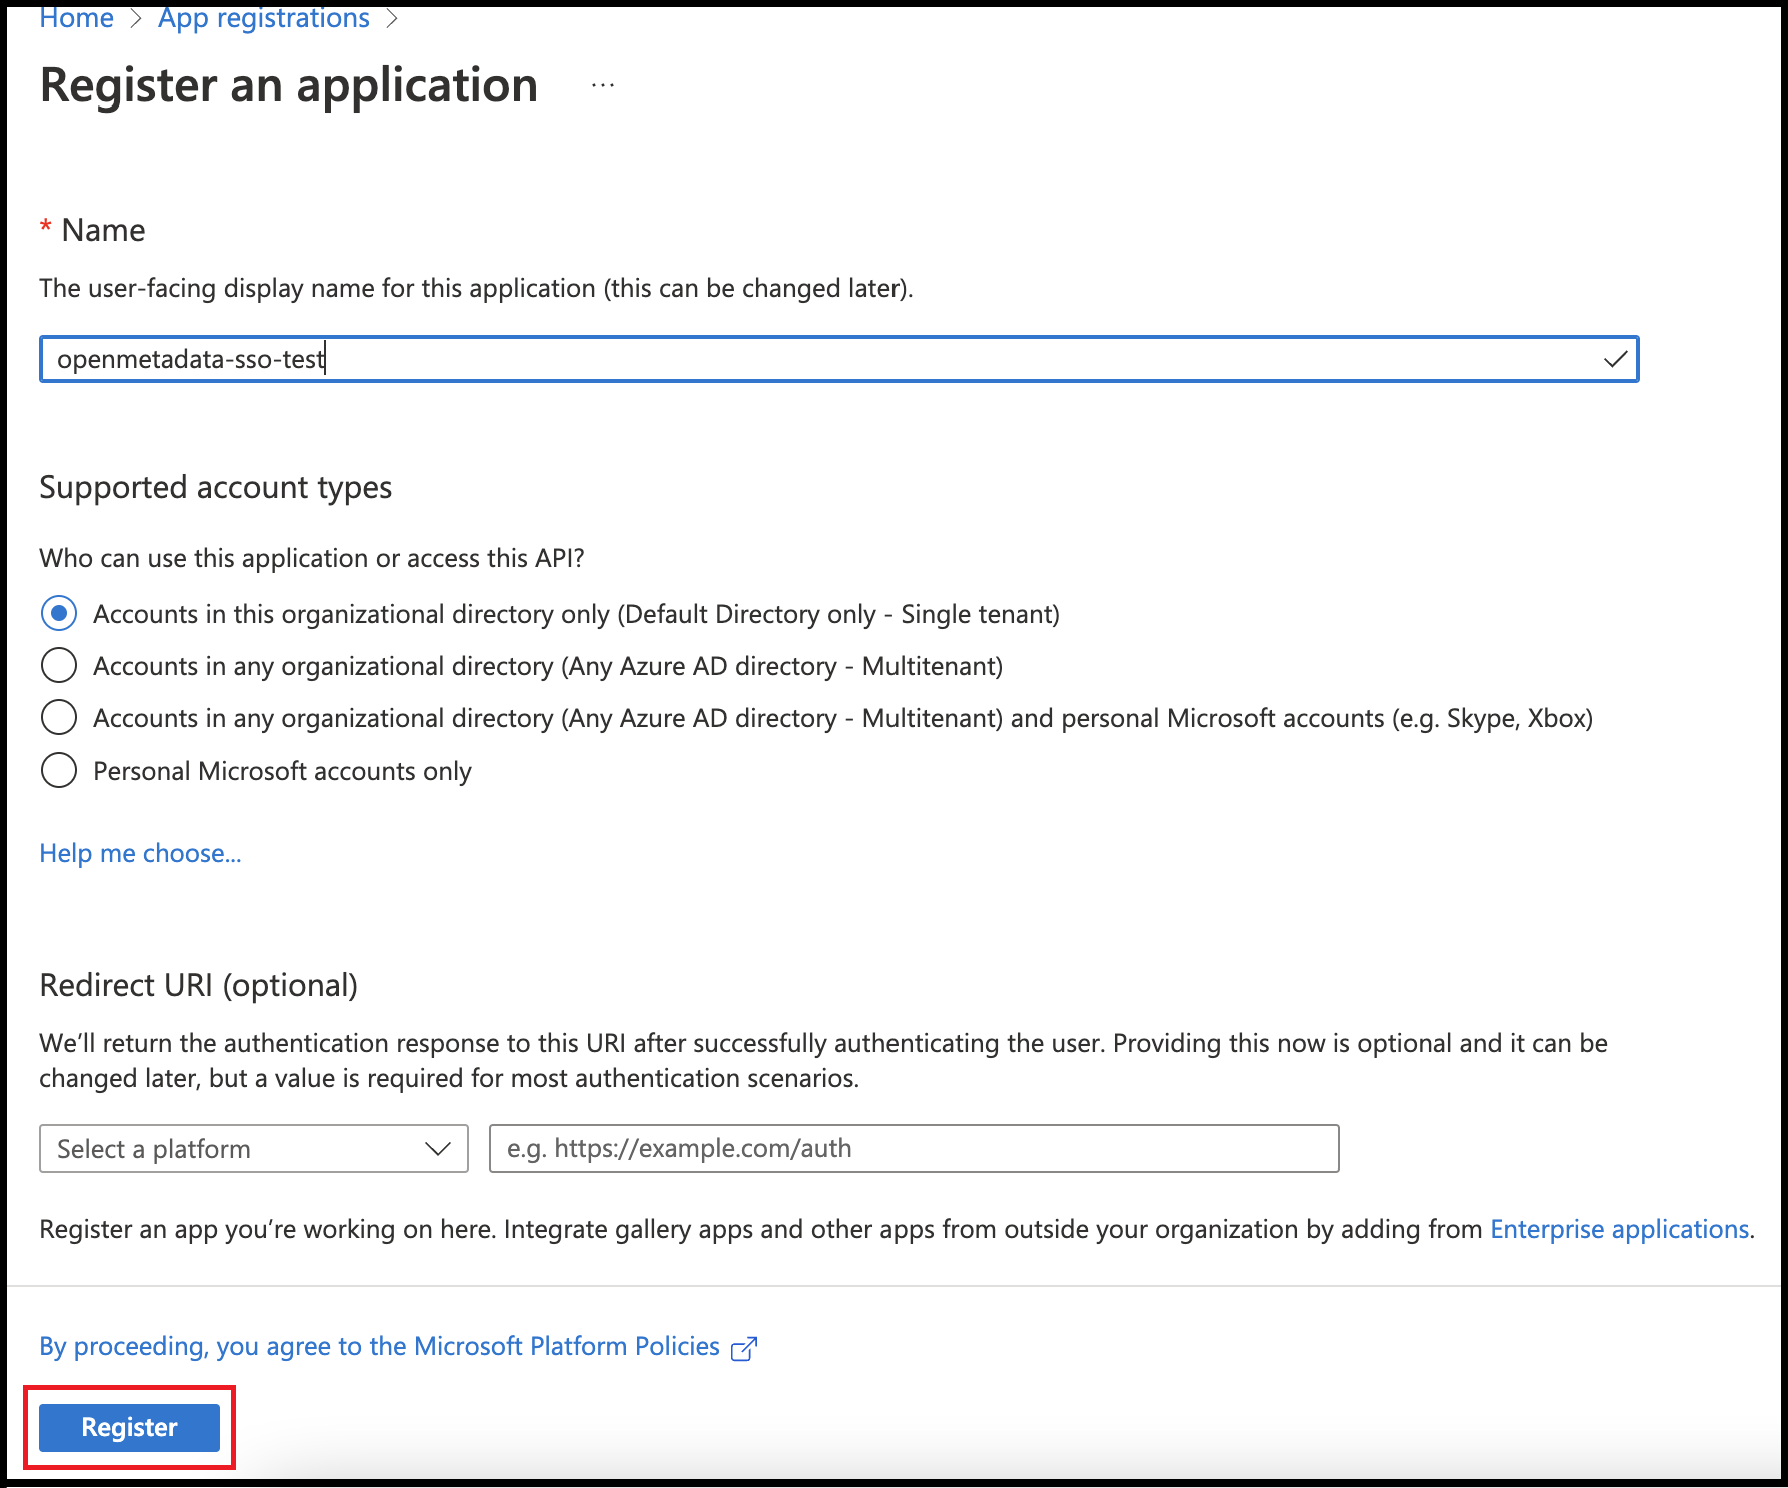 Home > App registrations >
Register an application ...
* Name
The user-facing display name for this application (this can be changed later).
openmetadata-sso-test
Supported account types
Who can use this application or access this API?
Accounts in this organizational directory only (Default Directory only - Single tenant)
Accounts in any organizational directory (Any Azure AD directory - Multitenant)
Accounts in any organizational directory (Any Azure AD directory - Multitenant) and personal Microsoft accounts (e.g. Skype, Xbox)
Personal Microsoft accounts only
Help me choose...
Redirect URI (optional)
We’ll return the authentication response to this URI after successfully authenticating the user. Providing this now is optional and it can be
changed later, but a value is required for most authentication scenarios.
Select a platform
e.g. https://example.com/auth
Register an app you’re working on here. Integrate gallery apps and other apps from outside your organization by adding from Enterprise applications.
By proceeding, you agree to the Microsoft Platform Policies
Register